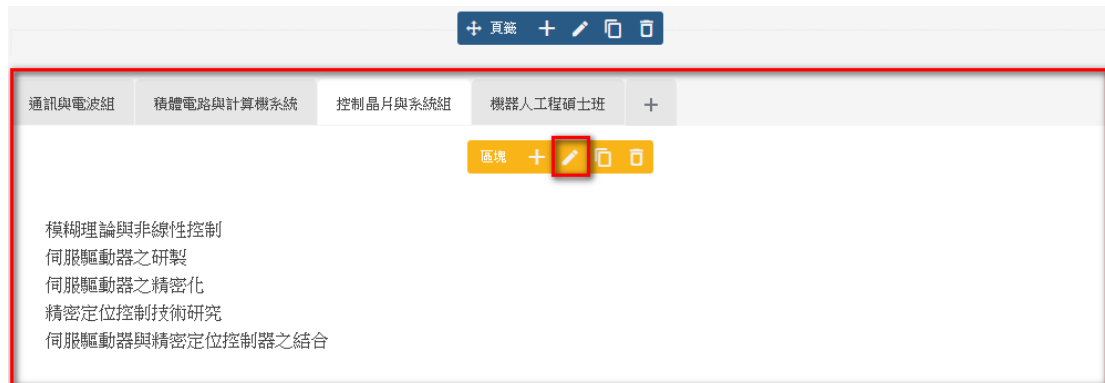 頁籤
通訊與電波組 積體電路與計算機系統 控制晶片與系統組 機器人工程碩士班 +
區塊
模糊理論與非線性控制
伺服驅動器之研製
伺服驅動器之精密化
精密定位控制技術研究
伺服驅動器與精密定位控制器之結合